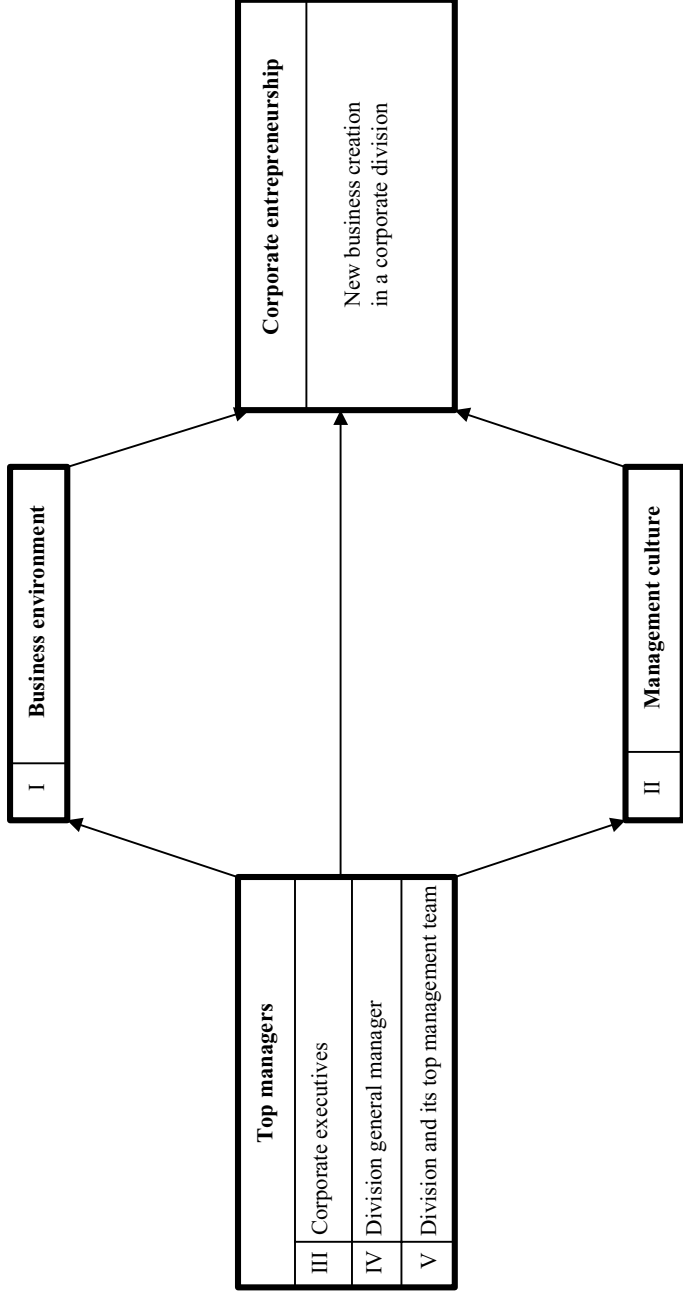 I Business environment
Top managers
III Corporate executives
IV Division general manager
V Division and its top management team
Corporate entrepreneurship
New business creation
in a corporate division
II Management culture